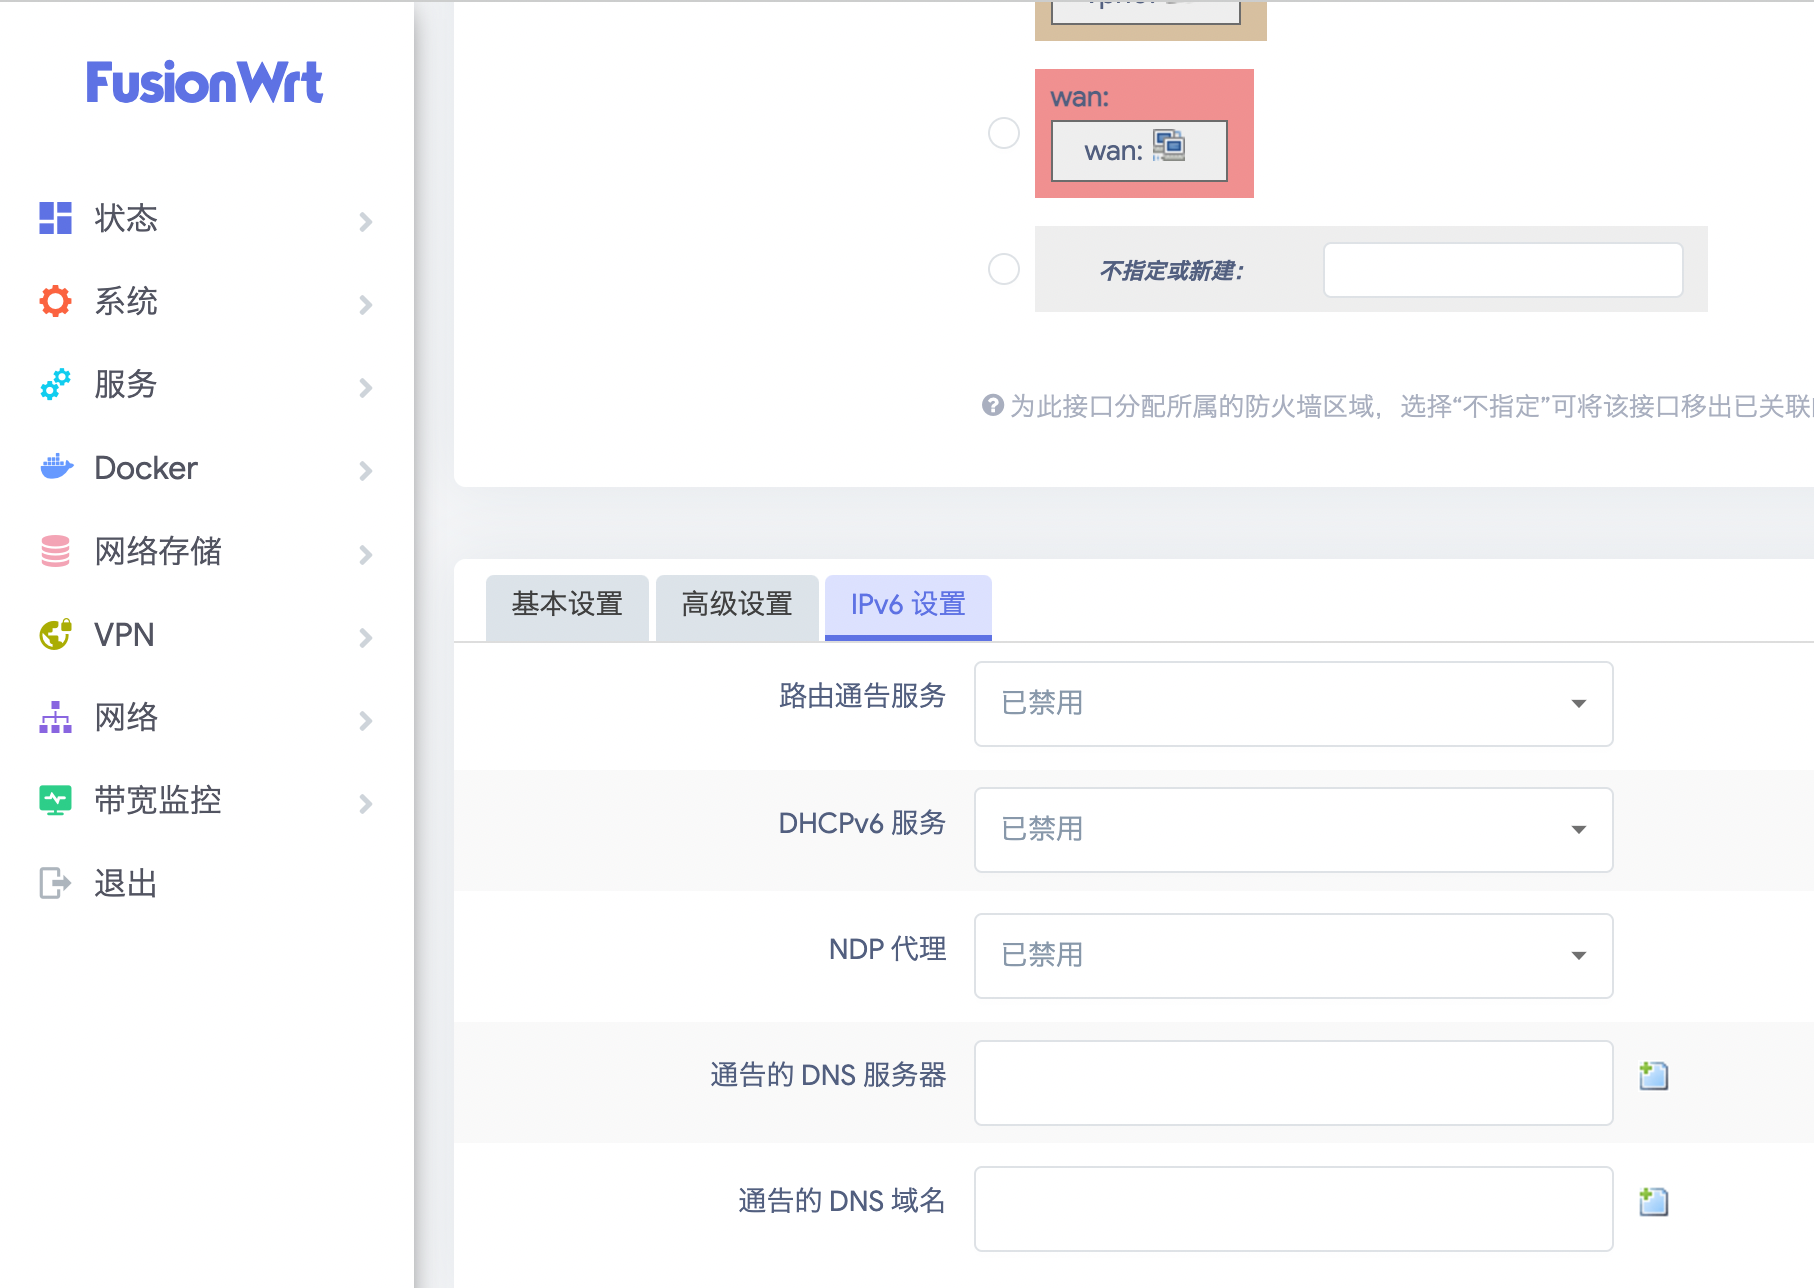 FusionWrt
状态
系统
服务
Docker
网络存储
VPN
网络
带宽监控
退出
wan:
wan:
不指定或新建:
为此接口分配所属的防火墙区域，选择“不指定”可将该接口移出已关联
基本设置
高级设置
IPv6 设置
路由通告服务
已禁用
DHCPv6 服务
已禁用
NDP 代理
已禁用
通告的 DNS 服务器
通告的 DNS 域名